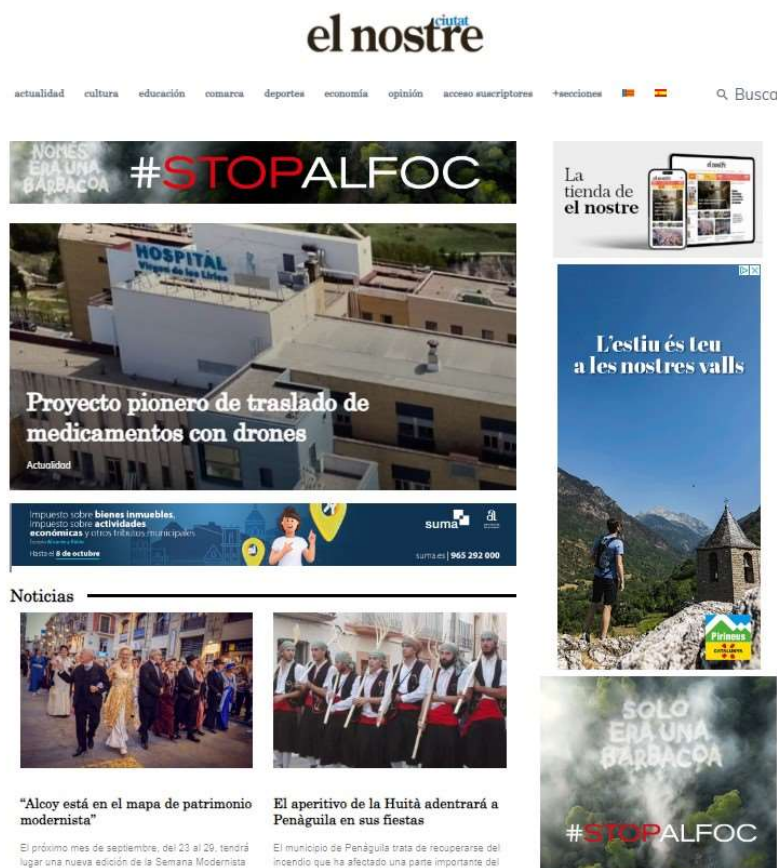 el nostre
ciutat
actualidad cultura educación comarca deportes economía opinión acceso suscriptores +secciones Busca
NOMÉS
ERA UNA
BARBACOA
#STOPALFOC
La
tienda de
el nostre
HOSPITAL
Virgen de los Lirios
Proyecto pionero de traslado de
medicamentos con drones
Actualidad
L'estiu és teu
a les nostres valls
Pirineus
CATALUNYA
Impuesto sobre bienes inmuebles,
impuesto sobre actividades
económicas y otros tributos municipales
Hasta el 8 de octubre
suma
suma.es | 965 292 000
Noticias
"Alcoy está en el mapa de patrimonio
modernista"
El próximo mes de septiembre, del 23 al 29, tendrá
lugar una nueva edición de la Semana Modernista
El aperitivo de la Huità adentrará a
Penàguila en sus fiestas
El municipio de Penàguila trata de recuperarse del
incendio que ha afectado una parte importante del
SOLO
ERA UNA
BARBACOA
#STOPALFOC